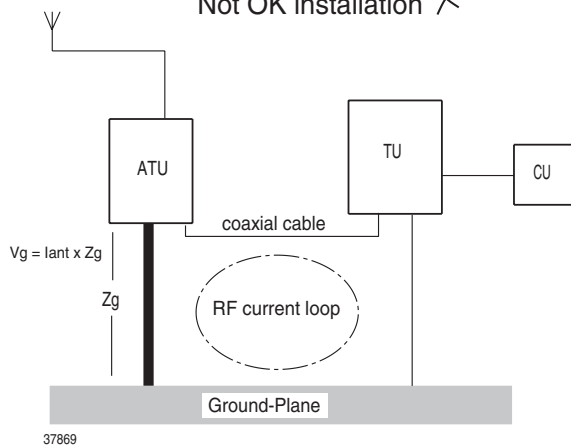 Not OK Installation
ATU
TU
CU
coaxial cable
Vg = Iant x Zg
Zg
RF current loop
Ground-Plane
37869